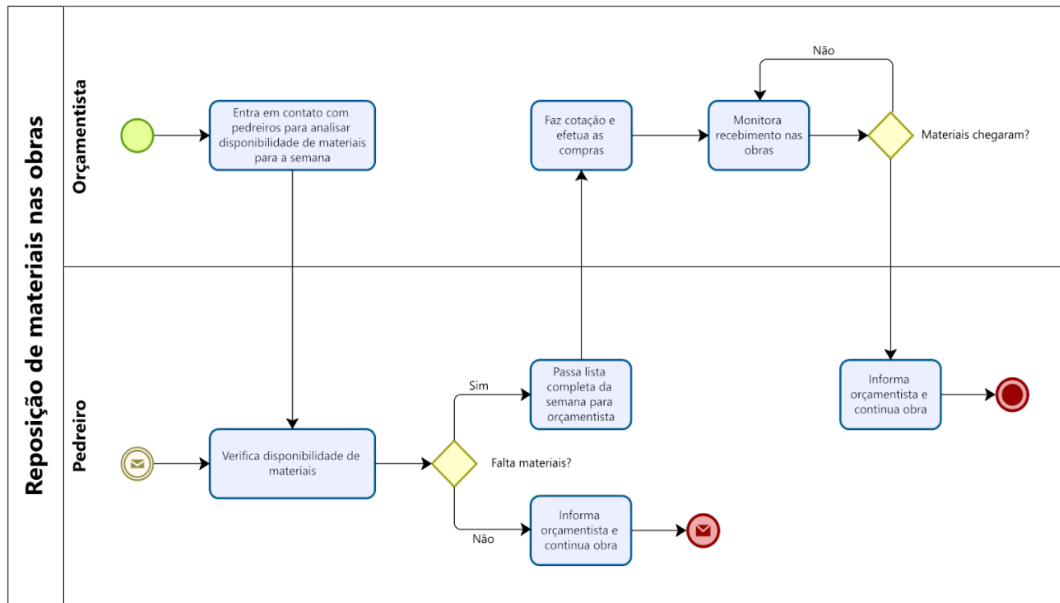 Reposição de materiais nas obras
Orçamentista
Entra em contato com
pedreiros para analisar
disponibilidade de materiais
para a semana
Faz cotação e
efetua as
compras
Monitora
recebimento nas
obras
Não
Materiais chegaram?
Pedreiro
Verifica disponibilidade de
materiais
Falta materiais?
Sim
Passa lista
completa da
semana para
orçamentista
Não
Informa
orçamentista e
continua obra
Informa
orçamentista e
continua obra